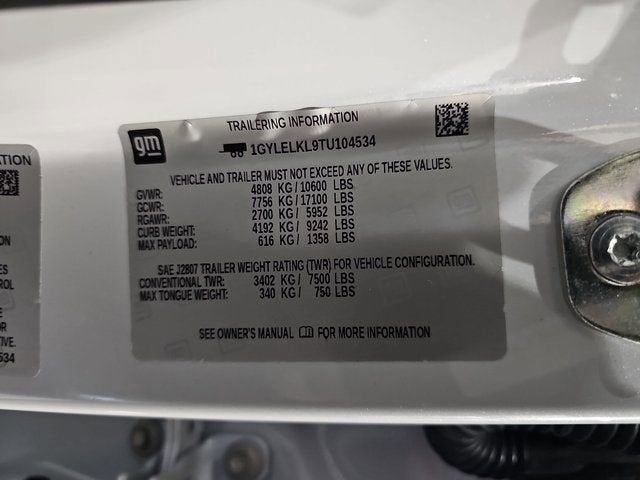 TRAILERING INFORMATION
gm
1GYLELKL9TU104534
VEHICLE AND TRAILER MUST NOT EXCEED ANY OF THESE VALUES.
GVWR: 4808 KG / 10600 LBS
GCWR: 7756 KG / 17100 LBS
RGAWR: 2700 KG / 5952 LBS
CURB WEIGHT: 4192 KG / 9242 LBS
MAX PAYLOAD: 616 KG / 1358 LBS
SAE J2807 TRAILER WEIGHT RATING (TWR) FOR VEHICLE CONFIGURATION.
CONVENTIONAL TWR: 3402 KG / 7500 LBS
MAX TONGUE WEIGHT: 340 KG / 750 LBS
SEE OWNER'S MANUAL FOR MORE INFORMATION